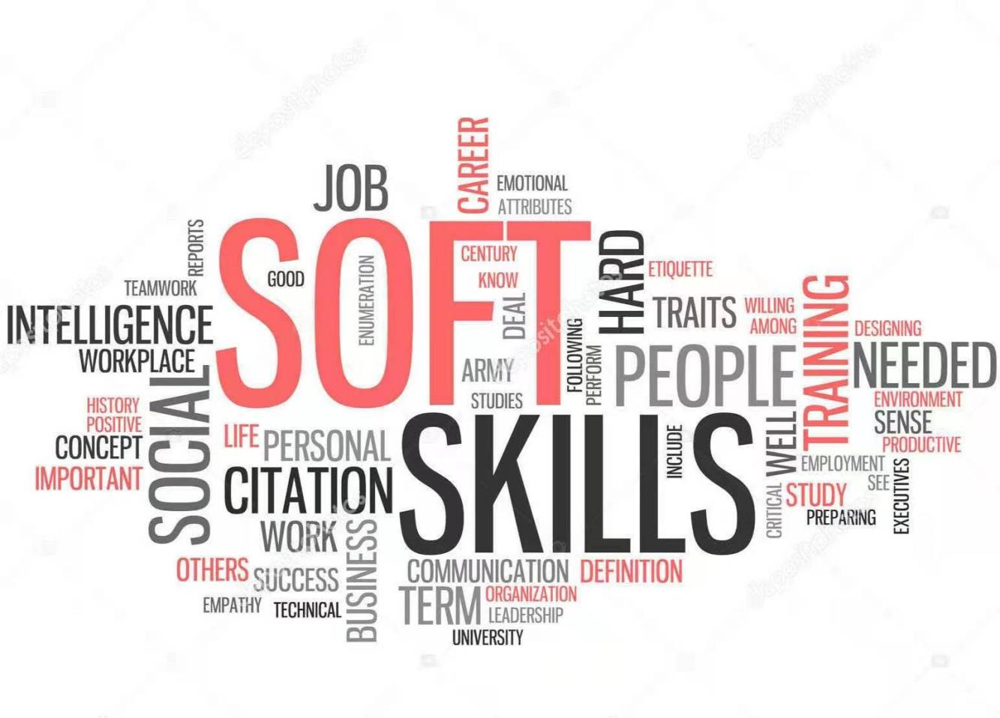 CAREER
JOB
EMOTIONAL
ATTRIBUTES
REPORTS
SOFT
CENTURY
HARD
ETIQUETTE
GOOD
ENUMERATION
KNOW
TEAMWORK
DEAL
TRAITS
WILLING
TRAINING
INTELLIGENCE
AMONG
DESIGNING
FOLLOWING
WORKPLACE
PERFORM
PEOPLE
NEEDED
ARMY
SOCIAL
STUDIES
HISTORY
ENVIRONMENT
POSITIVE
SKILLS
SENSE
LIFE
PERSONAL
INCLUDE
WELL
CONCEPT
PRODUCTIVE
EMPLOYMENT
IMPORTANT
CITATION
SEE
EXECUTIVES
CRITICAL
STUDY
PREPARING
WORK
BUSINESS
OTHERS
SUCCESS
COMMUNICATION
DEFINITION
EMPATHY
TECHNICAL
TERM
ORGANIZATION
LEADERSHIP
UNIVERSITY
depositphotos
depositphotos